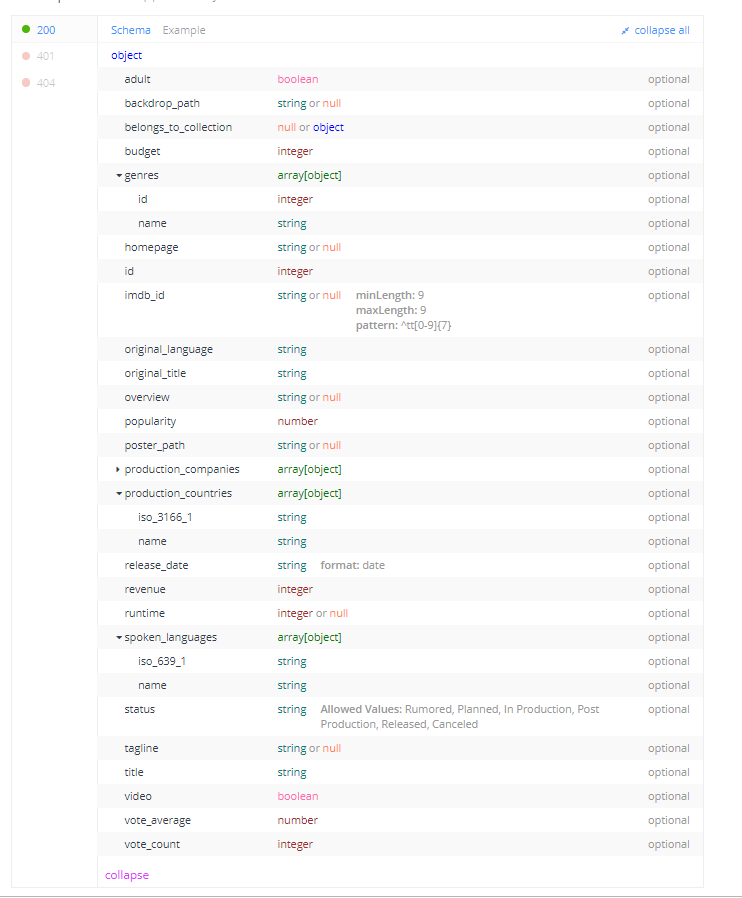 200 Schema Example collapse all
401 object
adult boolean optional
404
backdrop_path string or null optional
belongs_to_collection null or object optional
budget integer optional
genres array[object] optional
id integer optional
name string optional
homepage string or null optional
id integer optional
imdb_id string or null minLength: 9 optional
maxLength: 9
pattern: ^tt[0-9]{7}
original_language string optional
original_title string optional
overview string or null optional
popularity number optional
poster_path string or null optional
production_companies array[object] optional
production_countries array[object] optional
iso_3166_1 string optional
name string optional
release_date string format: date optional
revenue integer optional
runtime integer or null optional
spoken_languages array[object] optional
iso_639_1 string optional
name string optional
status string Allowed Values: Rumored, Planned, In Production, Post optional
Production, Released, Canceled
tagline string or null optional
title string optional
video boolean optional
vote_average number optional
vote_count integer optional
collapse